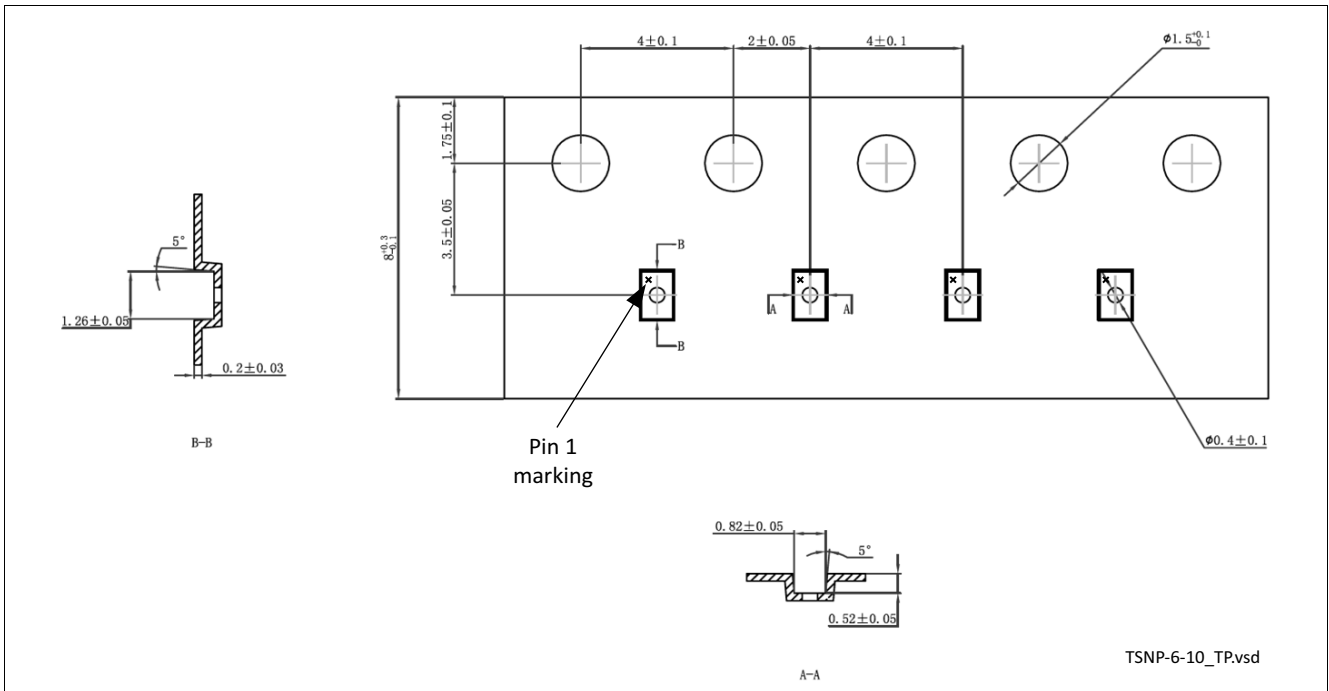 4±0.1
2±0.05
4±0.1
ϕ1.5+0.1 -0
1.75±0.1
3.5±0.05
8+0.3 -0.1
B
A
A
B
5°
1.26±0.05
0.2±0.03
B-B
Pin 1
marking
ϕ0.4±0.1
0.82±0.05
5°
0.52±0.05
TSNP-6-10_TP.vsd
A-A